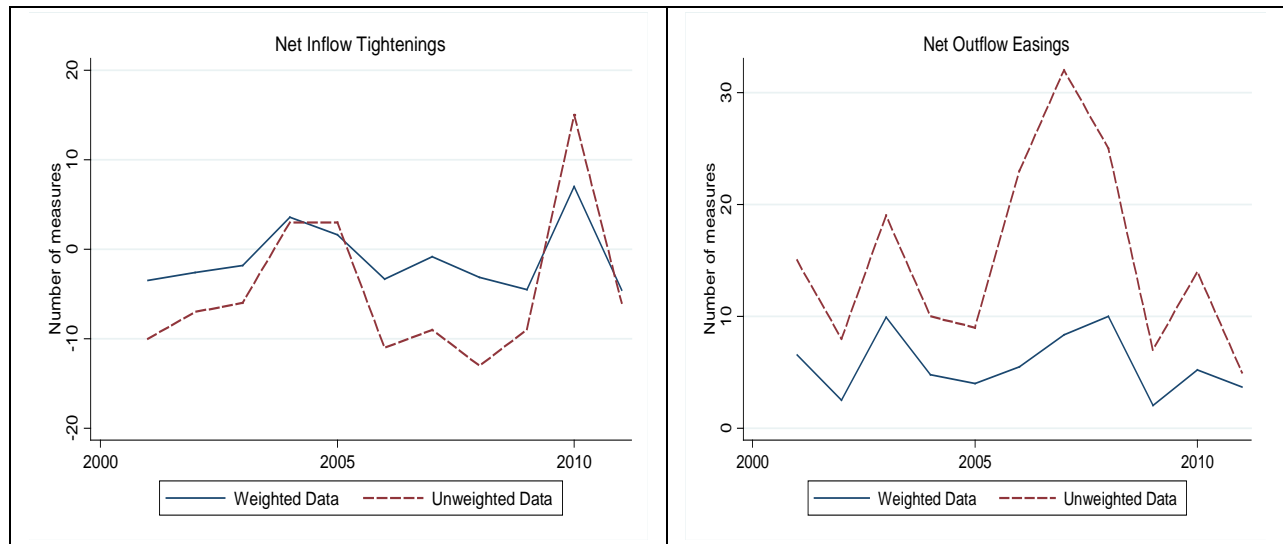 Net Inflow Tightenings
Number of measures
20
10
0
-10
-20
2000
2005
2010
Weighted Data
Unweighted Data
Net Outflow Easings
Number of measures
30
20
10
0
2000
2005
2010
Weighted Data
Unweighted Data